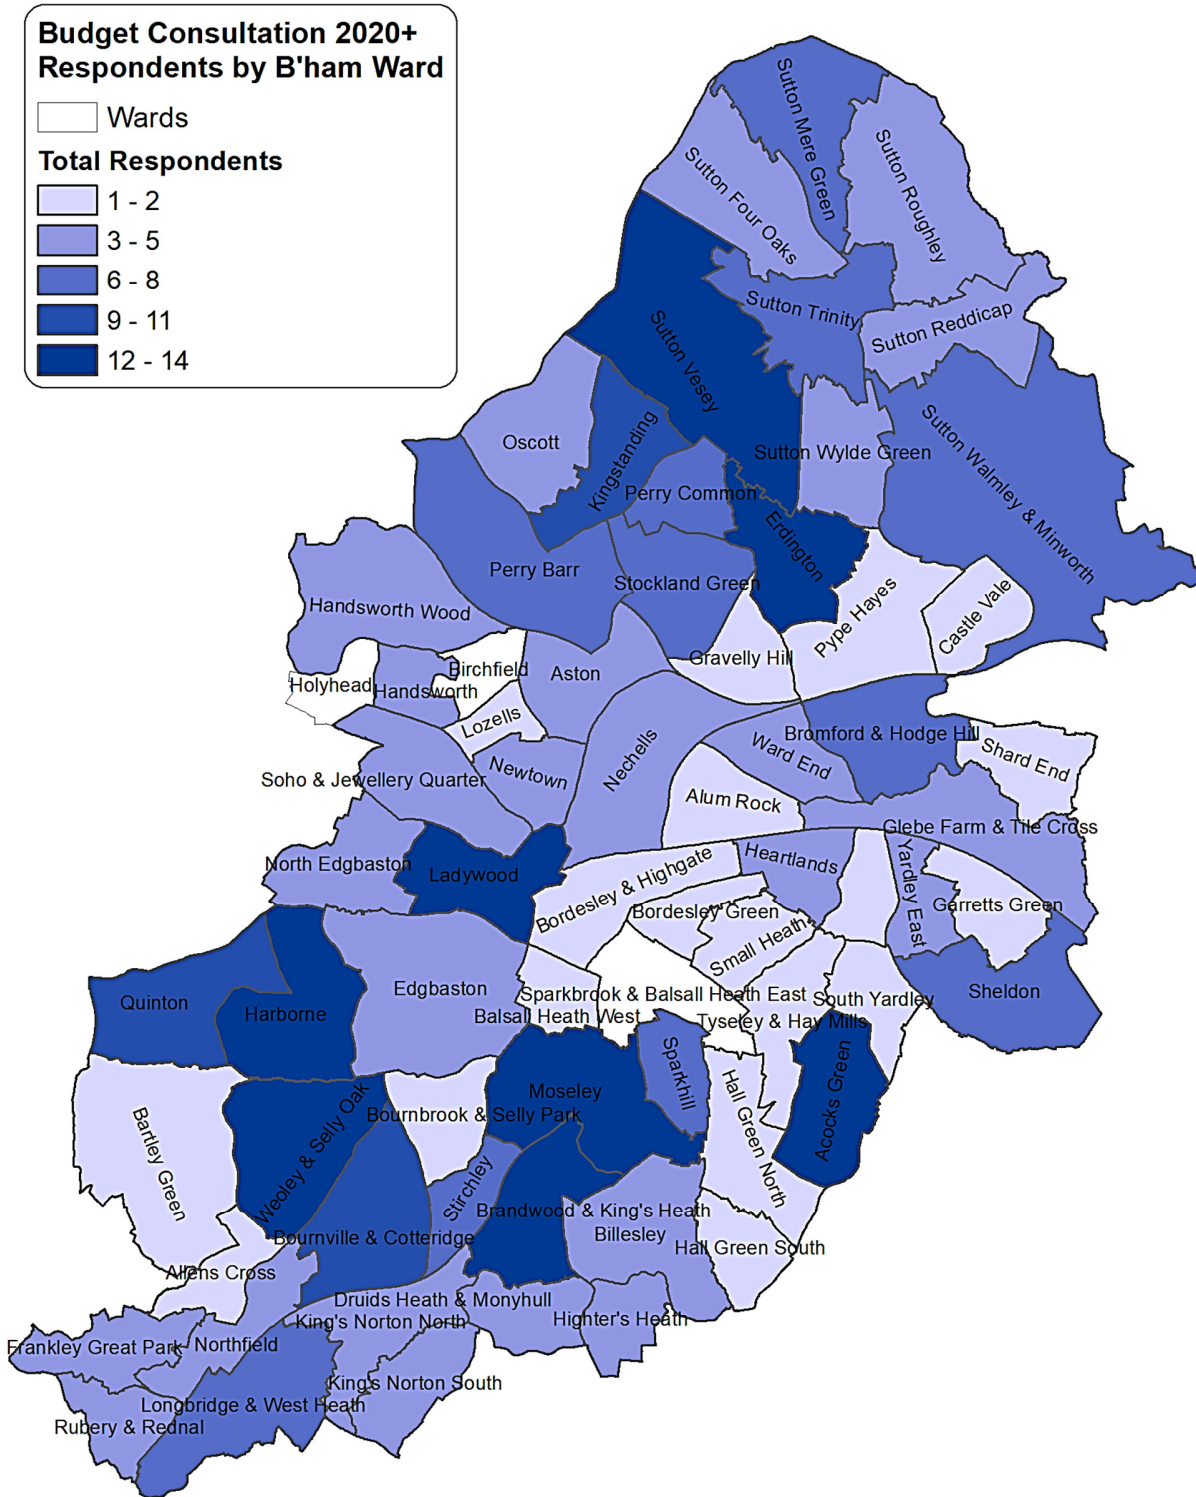 Budget Consultation 2020+
Respondents by B'ham Ward
Wards
Total Respondents
1 - 2
3 - 5
6 - 8
9 - 11
12 - 14
Sutton Mere Green
Sutton Roughley
Sutton Four Oaks
Sutton Trinity
Sutton Reddicap
Sutton Vesey
Oscott
Kingstanding
Sutton Wylde Green
Sutton Walmley & Minworth
Perry Common
Erdington
Perry Barr
Stockland Green
Handsworth Wood
Pype Hayes
Castle Vale
Gravelly Hill
Birchfield
Aston
Holyhead
Handsworth
Lozells
Bromford & Hodge Hill
Ward End
Shard End
Nechells
Newtown
Soho & Jewellery Quarter
Alum Rock
Glebe Farm & Tile Cross
North Edgbaston
Ladywood
Heartlands
Yardley East
Bordesley & Highgate
Bordesley Green
Garretts Green
Small Heath
Edgbaston
Sheldon
Sparkbrook & Balsall Heath East
South Yardley
Quinton
Harborne
Balsall Heath West
Tyseley & Hay Mills
Sparkhill
Acocks Green
Moseley
Bournbrook & Selly Park
Hall Green North
Bartley Green
Weoley & Selly Oak
Stirchley
Brandwood & King's Heath
Billesley
Bournville & Cotteridge
Hall Green South
Allens Cross
Druids Heath & Monyhull
King's Norton North
Highter's Heath
Frankley Great Park
Northfield
King's Norton South
Longbridge & West Heath
Rubery & Rednal